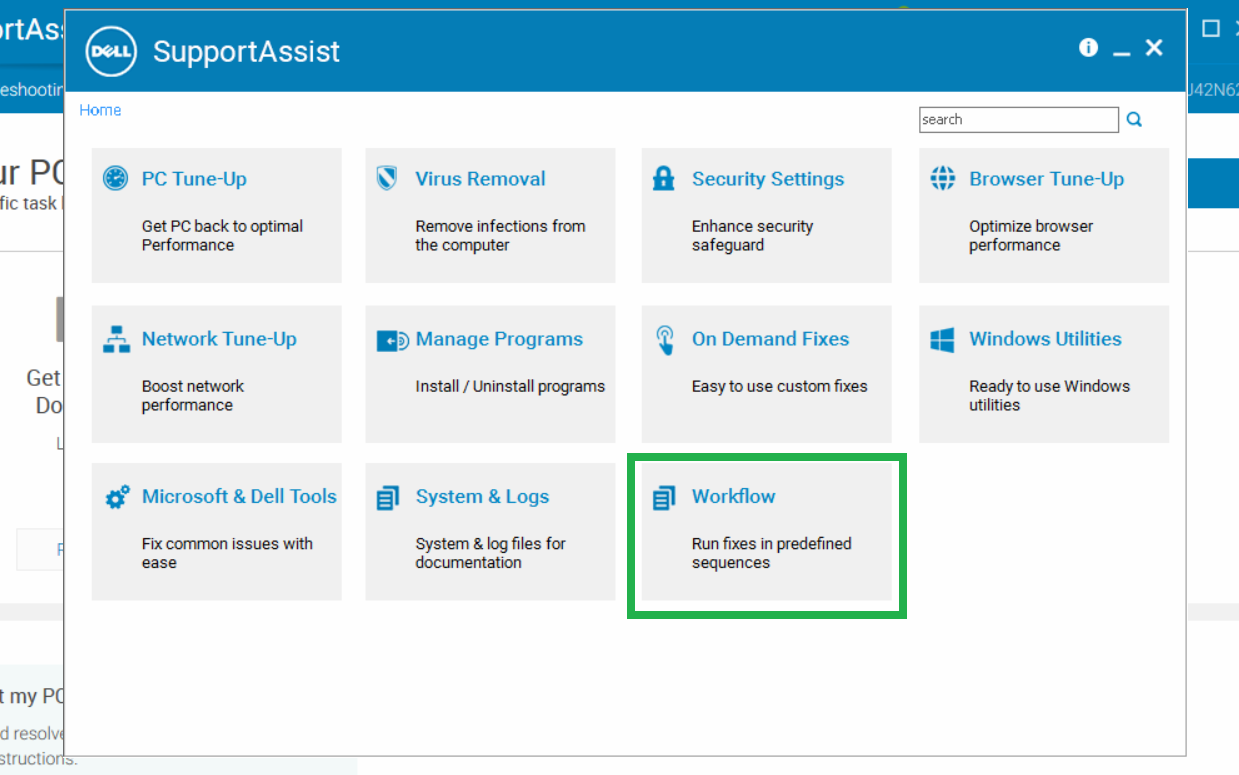 DELL SupportAssist
Home
search
PC Tune-Up
Get PC back to optimal
Performance
Virus Removal
Remove infections from
the computer
Security Settings
Enhance security
safeguard
Browser Tune-Up
Optimize browser
performance
Network Tune-Up
Boost network
performance
Manage Programs
Install / Uninstall programs
On Demand Fixes
Easy to use custom fixes
Windows Utilities
Ready to use Windows
utilities
Microsoft & Dell Tools
Fix common issues with
ease
System & Logs
System & log files for
documentation
Workflow
Run fixes in predefined
sequences
ortAs
eshootin
J42N62
ur PC
fic task
Get
Do
t my PC
d resolve
structions.